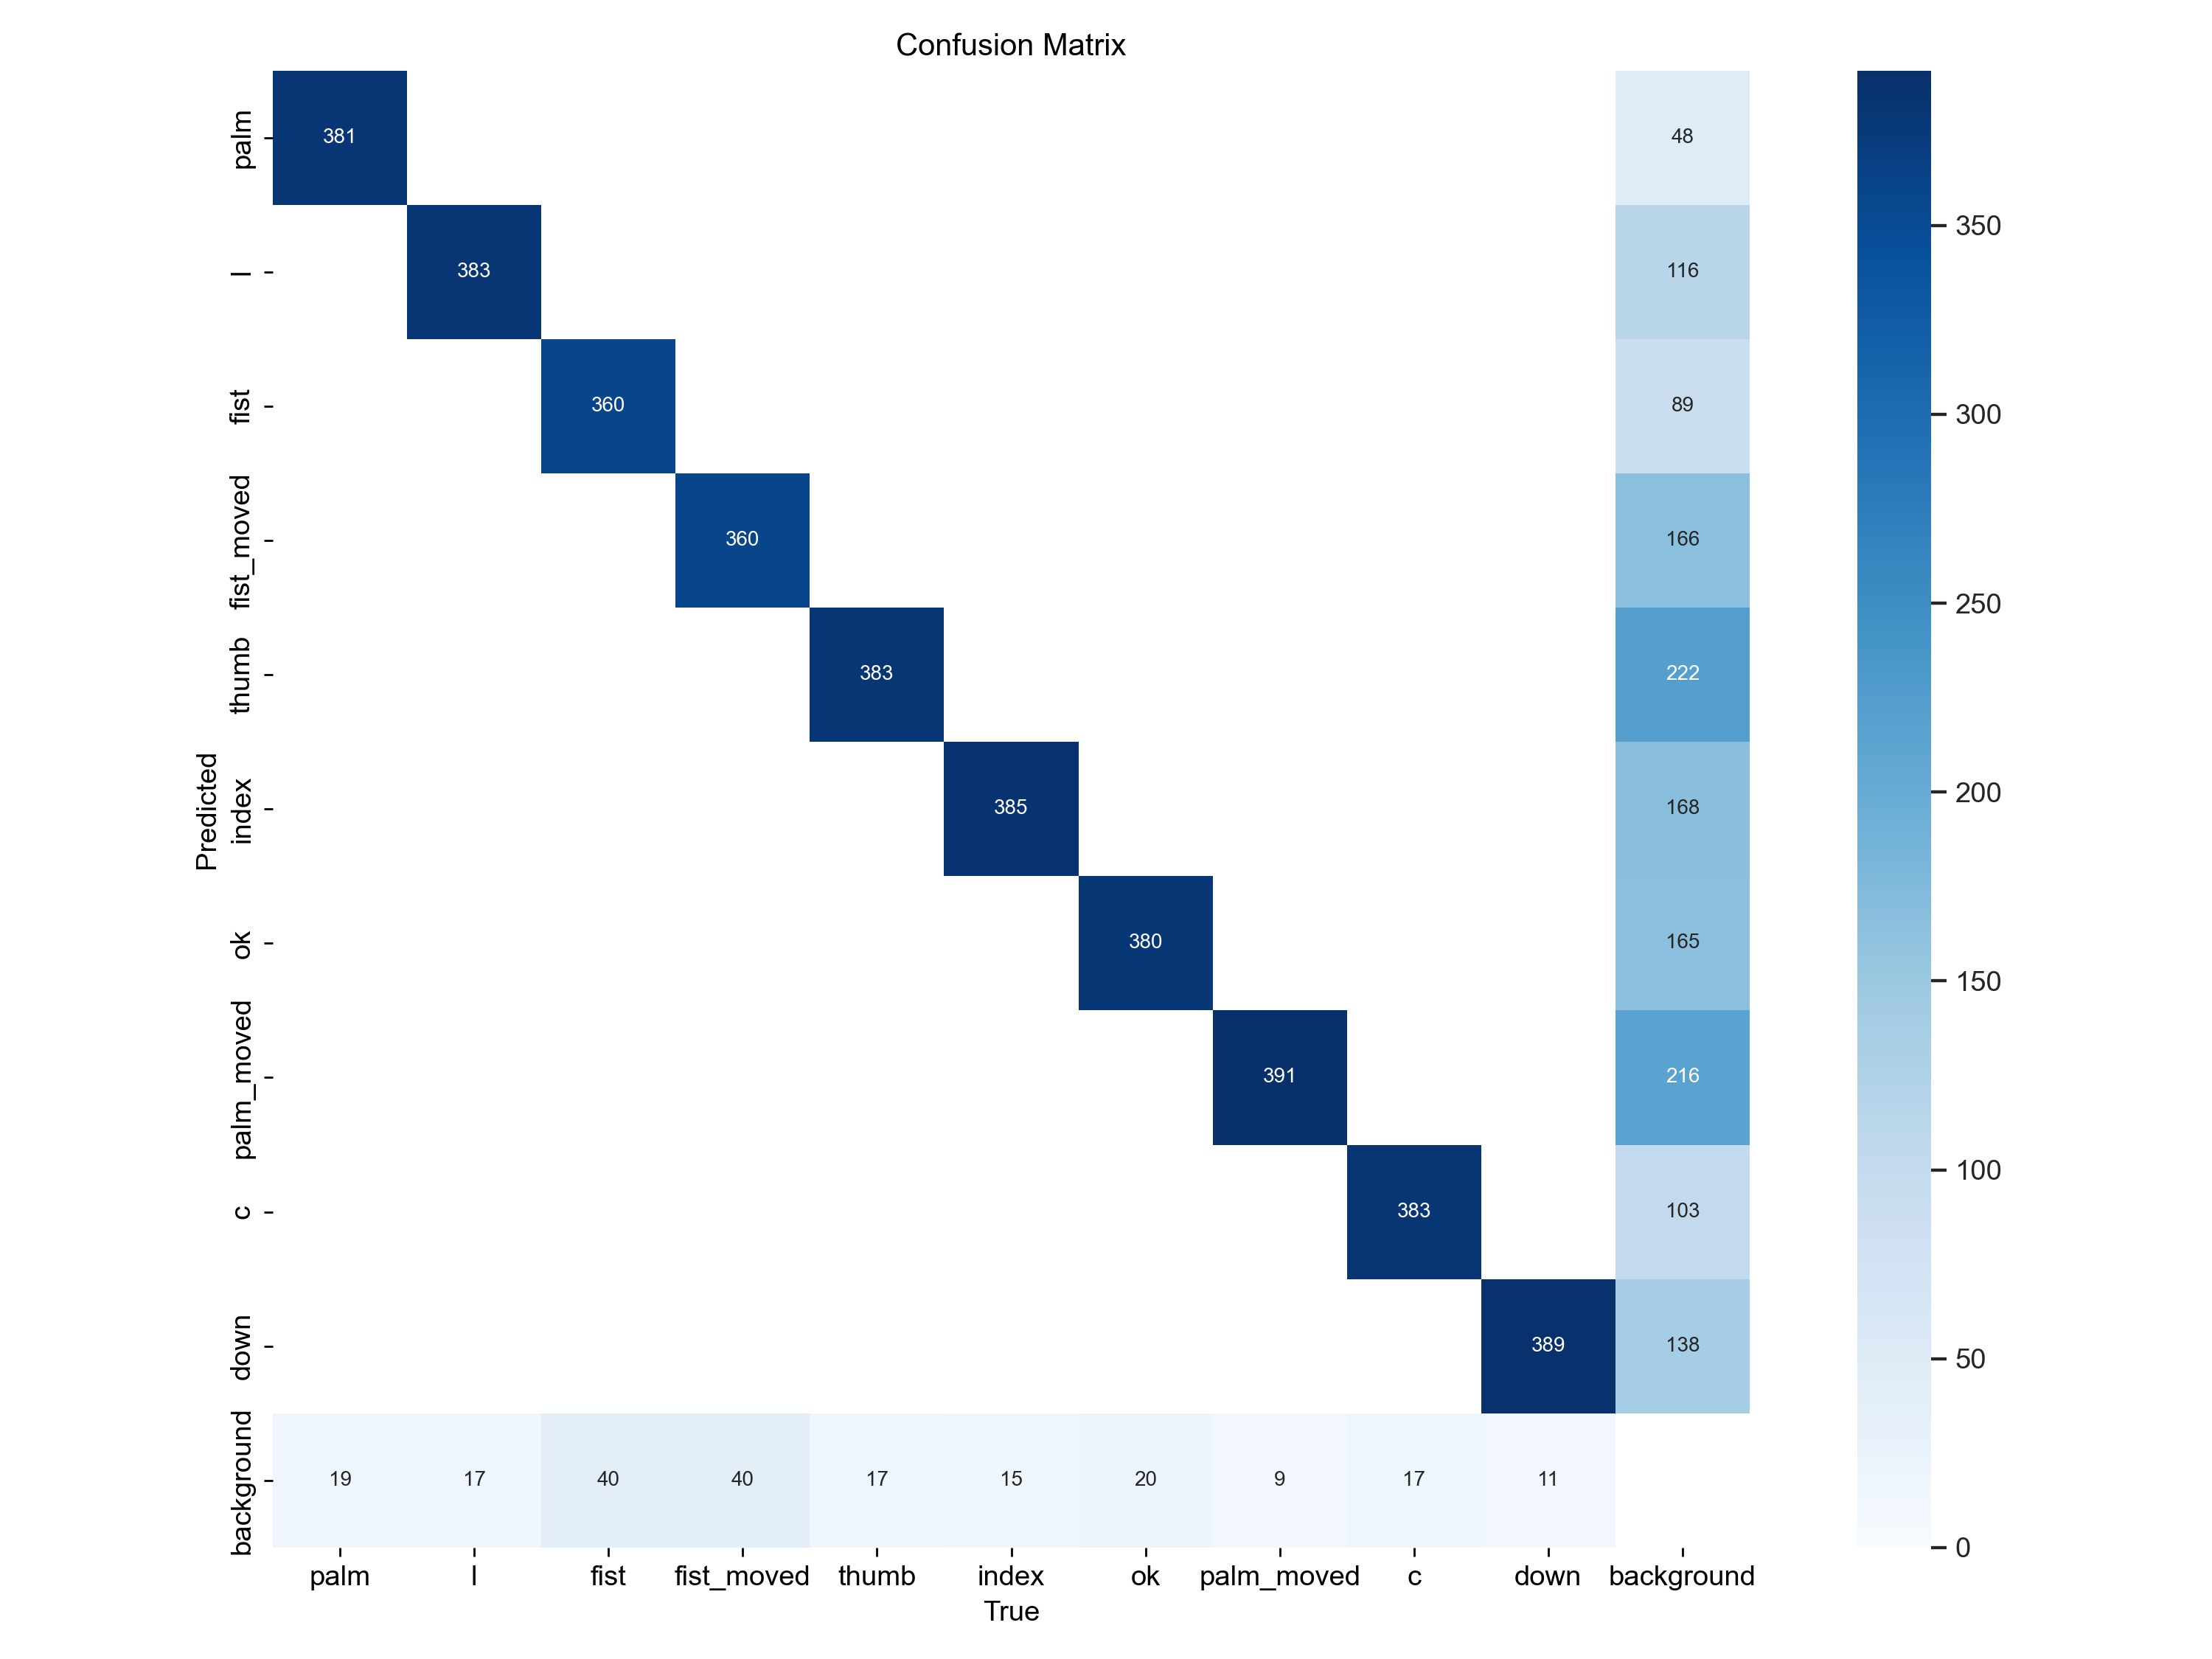 Confusion Matrix
palm
381
48
l
383
116
350
fist
360
89
300
fist_moved
360
166
250
thumb
383
222
Predicted
index
385
168
200
ok
380
165
150
palm_moved
391
216
c
383
103
100
down
389
138
50
background
19 17 40 40 17 15 20 9 17 11
0
palm l fist fist_moved thumb index ok palm_moved c down background
True